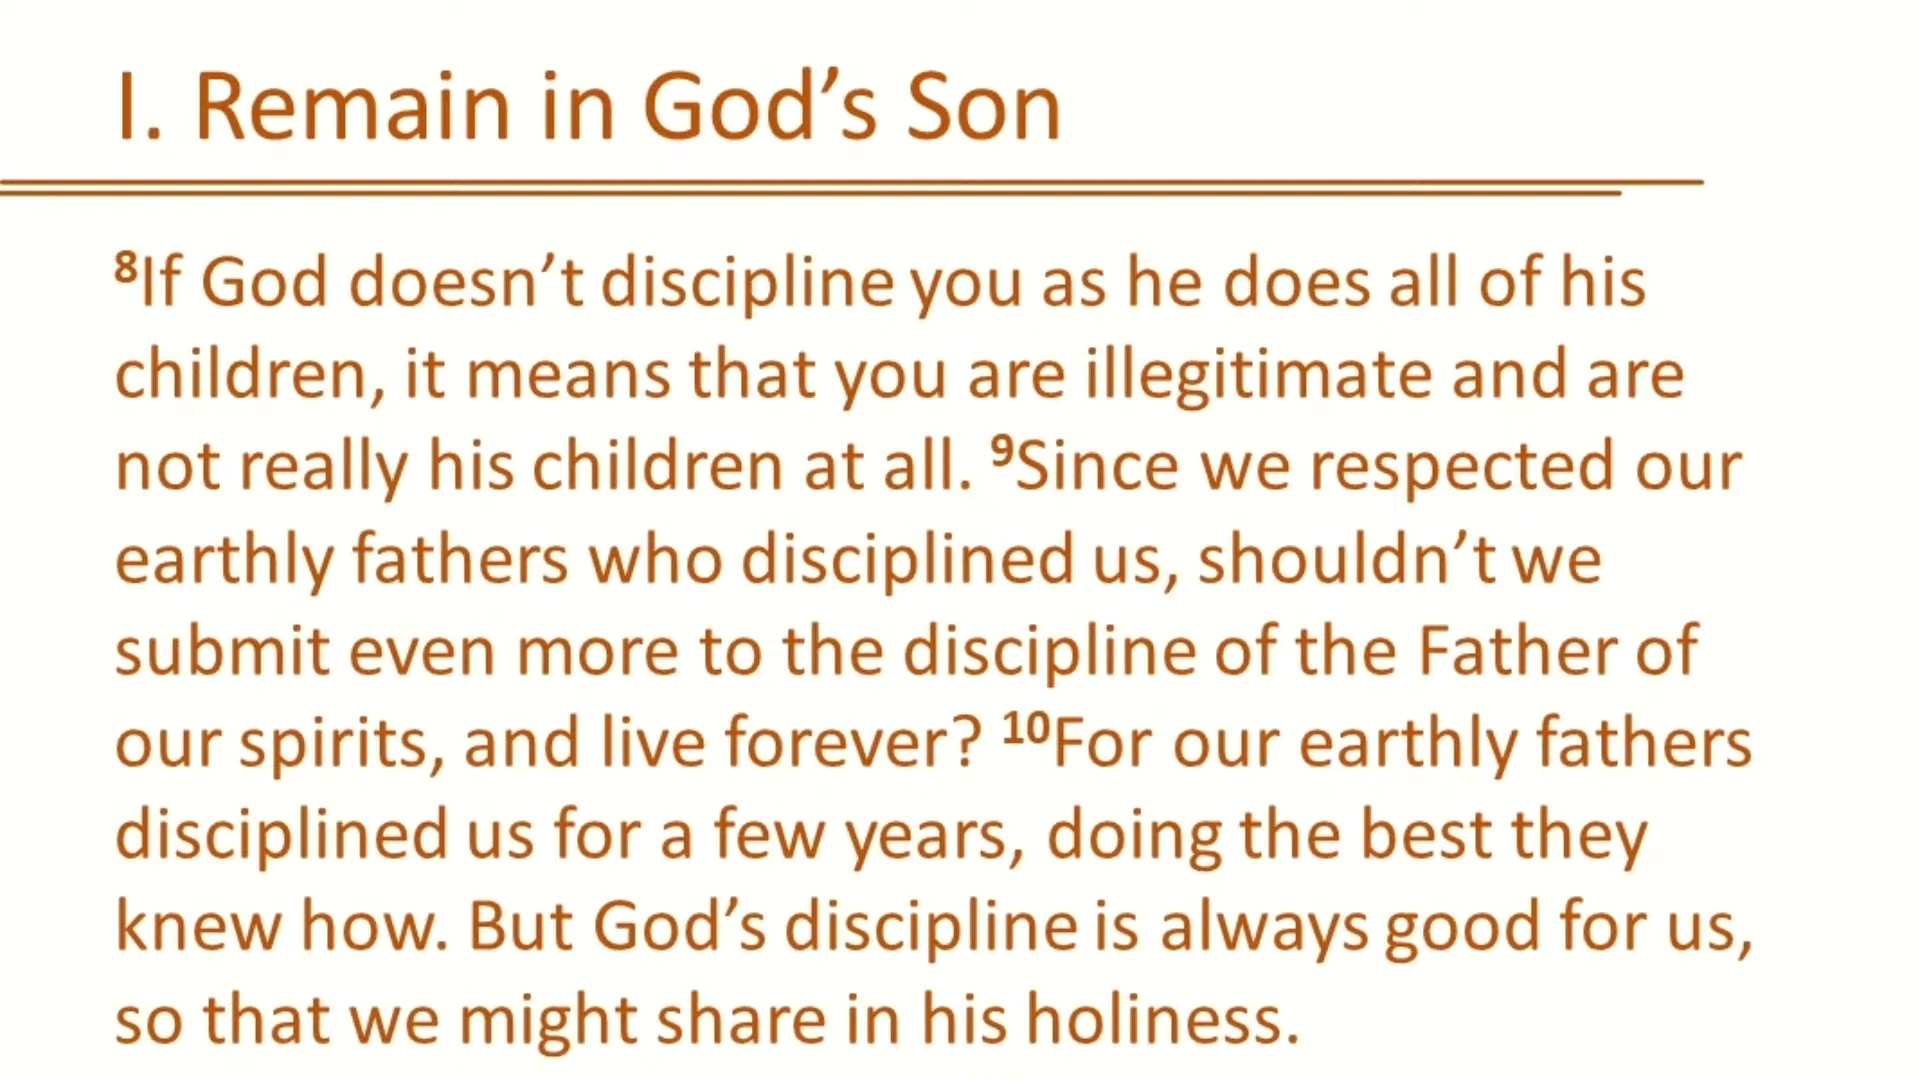 I. Remain in God’s Son
⁸If God doesn’t discipline you as he does all of his
children, it means that you are illegitimate and are
not really his children at all. ⁹Since we respected our
earthly fathers who disciplined us, shouldn’t we
submit even more to the discipline of the Father of
our spirits, and live forever? ¹⁰For our earthly fathers
disciplined us for a few years, doing the best they
knew how. But God’s discipline is always good for us,
so that we might share in his holiness.